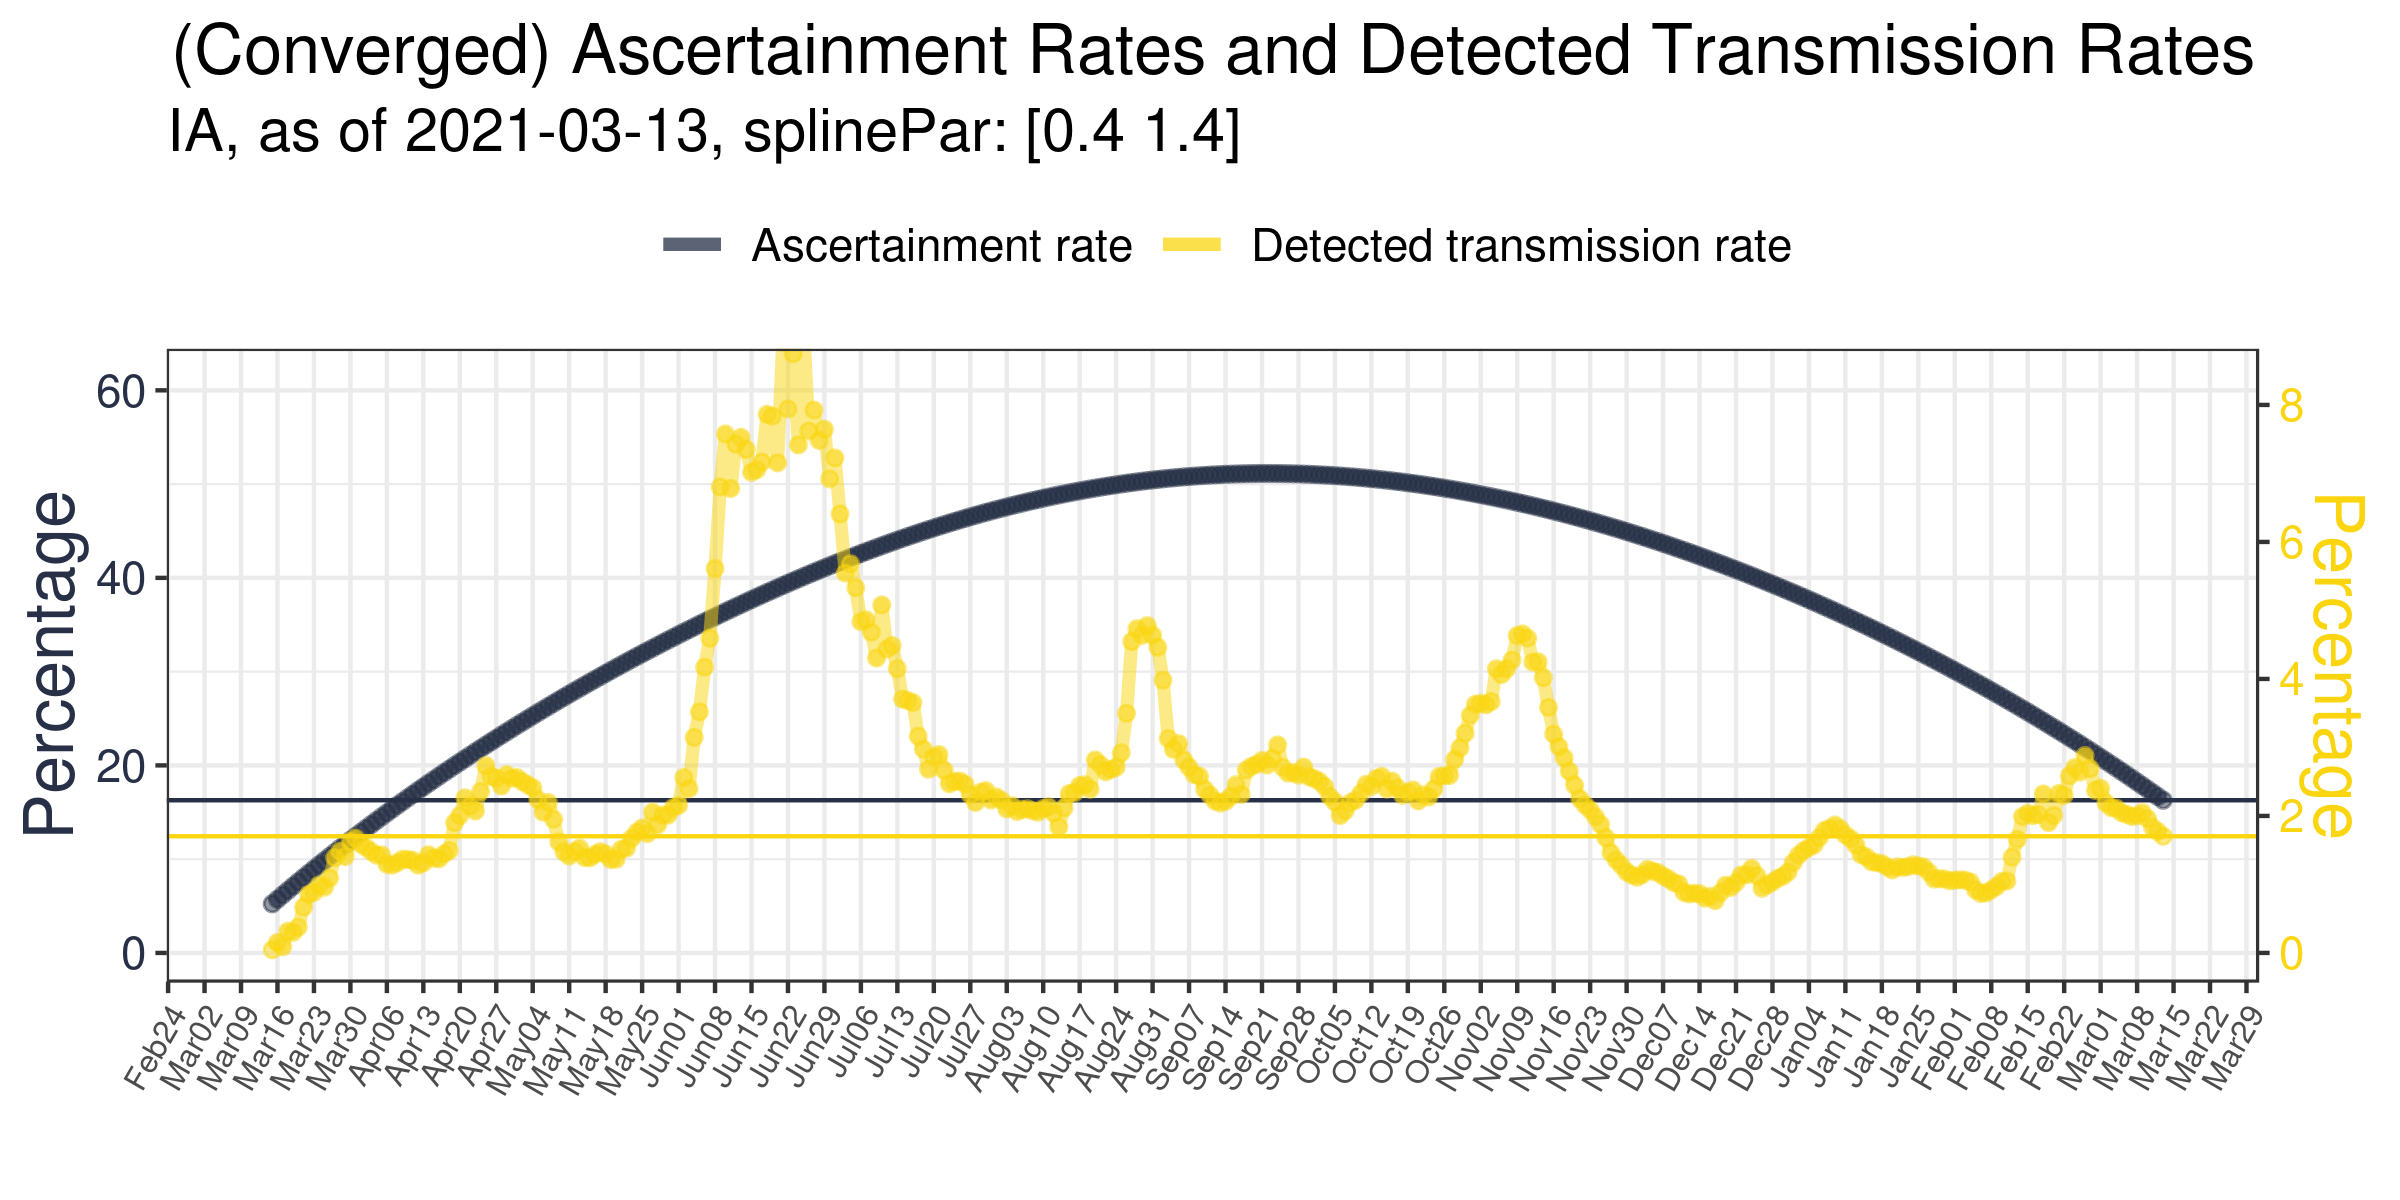 (Converged) Ascertainment Rates and Detected Transmission Rates
IA, as of 2021-03-13, splinePar: [0.4 1.4]
Ascertainment rate
Detected transmission rate
Percentage
60
40
20
0
8
6
4
2
0
Percentage
Feb24
Mar02
Mar09
Mar16
Mar23
Mar30
Apr06
Apr13
Apr20
Apr27
May04
May11
May18
May25
Jun01
Jun08
Jun15
Jun22
Jun29
Jul06
Jul13
Jul20
Jul27
Aug03
Aug10
Aug17
Aug24
Aug31
Sep07
Sep14
Sep21
Sep28
Oct05
Oct12
Oct19
Oct26
Nov02
Nov09
Nov16
Nov23
Nov30
Dec07
Dec14
Dec21
Dec28
Jan04
Jan11
Jan18
Jan25
Feb01
Feb08
Feb15
Feb22
Mar01
Mar08
Mar15
Mar22
Mar29